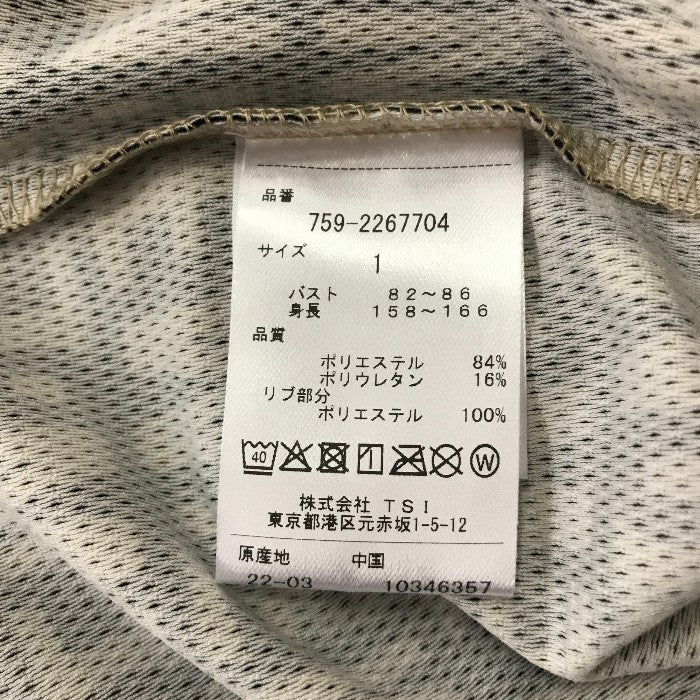 品番
759-2267704
サイズ
1
バスト 82～86
身長 158～166
品質
ポリエステル 84%
ポリウレタン 16%
リブ部分
ポリエステル 100%
40
W
株式会社 TSI
東京都港区元赤坂1-5-12
原産地 中国
22-03 10346357